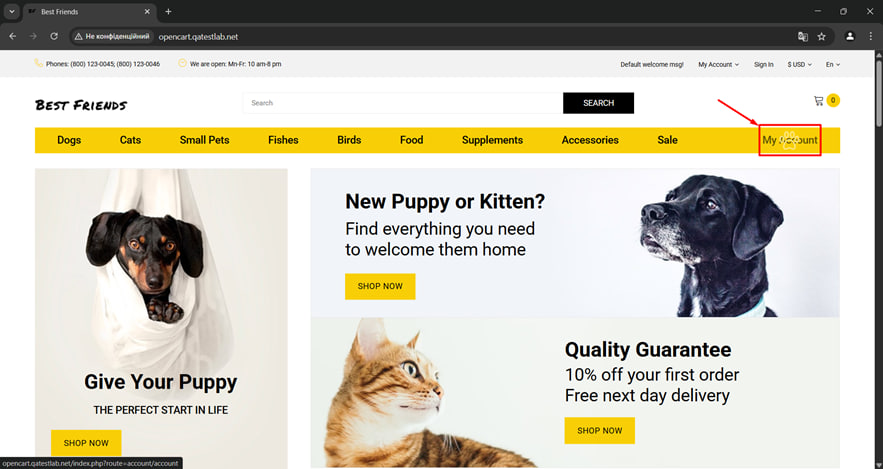 Best Friends
Не конфіденційний opencart.qatestlab.net
Phones: (800) 123-0045; (800) 123-0046 We are open: Mn-Fr: 10 am-8 pm Default welcome msg! My Account Sign In $ USD En
BEST FRIENDS Search SEARCH 0
Dogs Cats Small Pets Fishes Birds Food Supplements Accessories Sale My Account
New Puppy or Kitten?
Find everything you need
to welcome them home
SHOP NOW
Give Your Puppy
THE PERFECT START IN LIFE
SHOP NOW
Quality Guarantee
10% off your first order
Free next day delivery
SHOP NOW
opencart.qatestlab.net/index.php?route=account/account